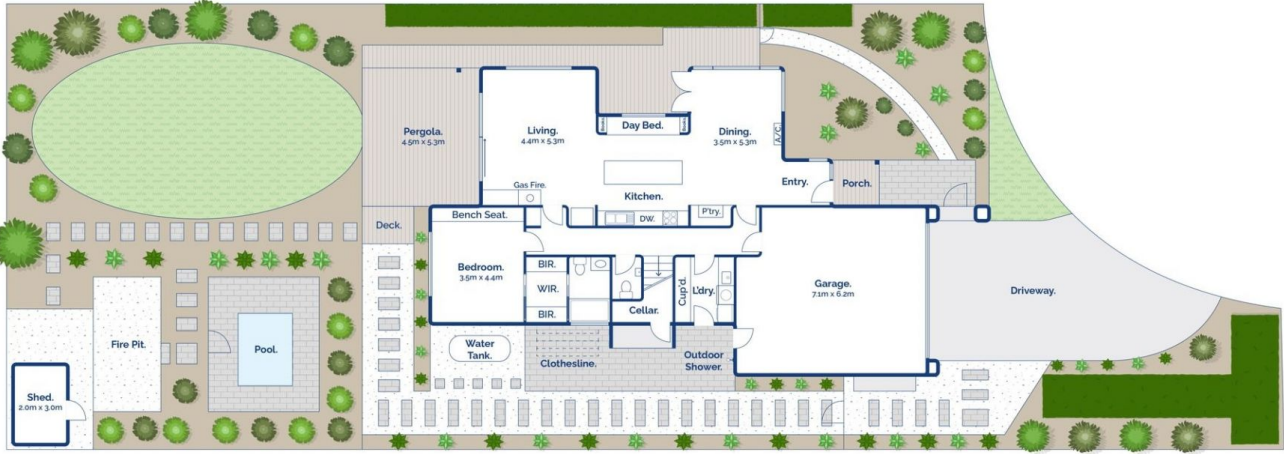 Pergola.
4.5m x 5.3m
Living.
4.4m x 5.3m
Books
Day Bed.
Books
Dining.
3.5m x 5.3m
A/C
Gas Fire.
Kitchen.
Entry.
Porch.
Deck.
Bench Seat.
DW.
P'try.
Bedroom.
3.5m x 4.4m
BIR.
WIR.
BIR.
Cellar.
Cup'd.
L'dry.
Garage.
7.1m x 6.2m
Driveway.
Fire Pit.
Pool.
Water
Tank.
Clothesline.
Outdoor
Shower.
Shed.
2.0m x 3.0m